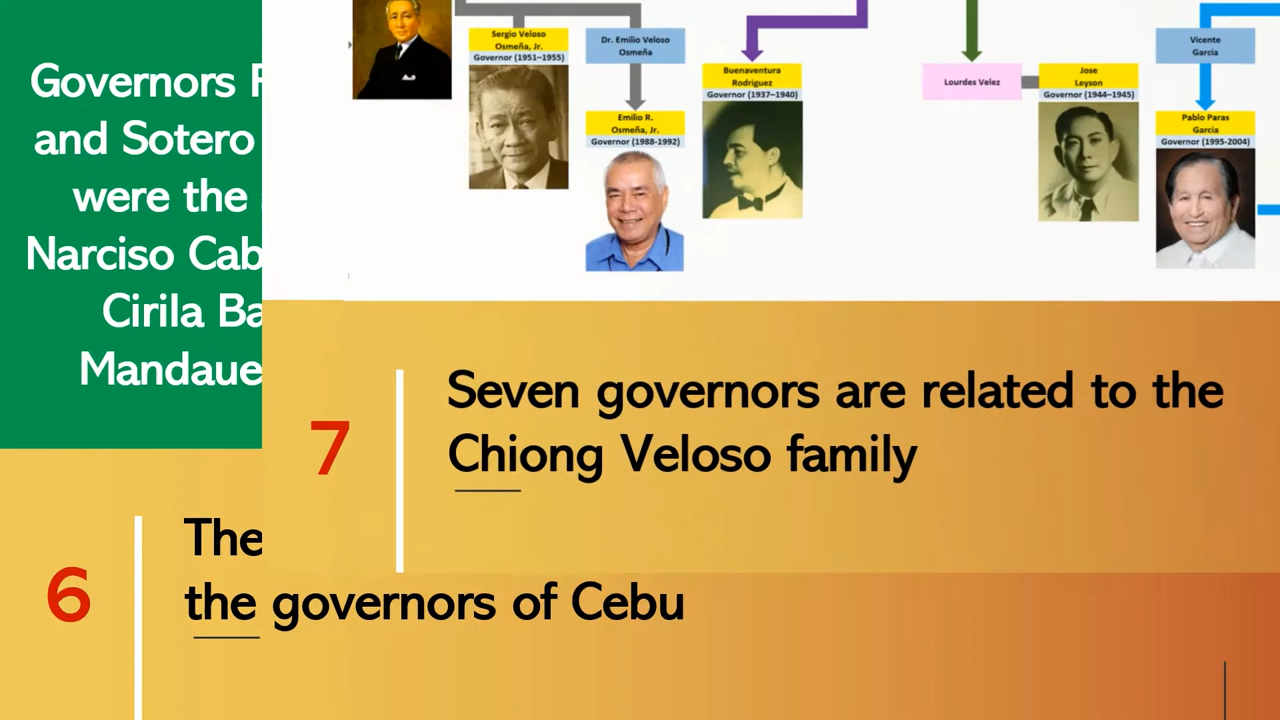 Governors
and Sotero
were the
Narciso Cab
Cirila Ba
Mandaue
Sergio Veloso
Osmeña, Jr.
Governor (1951–1955)
Dr. Emilio Veloso
Osmeña
Emilio R.
Osmeña, Jr.
Governor (1988-1992)
Buenaventura
Rodriguez
Governor (1937–1940)
Lourdes Velez
Jose
Leyson
Governor (1944–1945)
Vicente
Garcia
Pablo Paras
Garcia
Governor (1995-2004)
7
Seven governors are related to the
Chiong Veloso family
6
The
the governors of Cebu